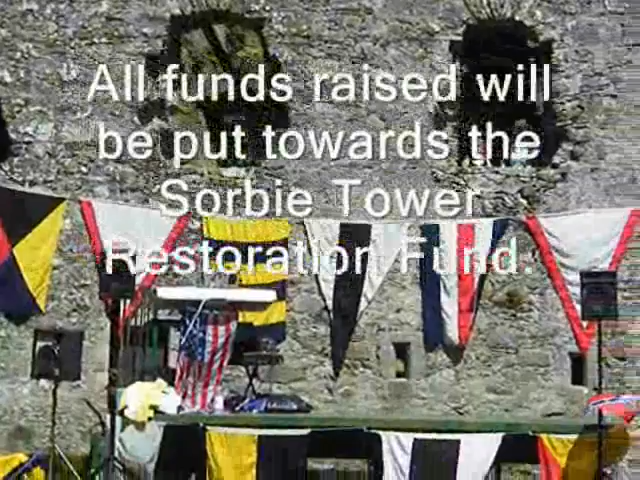 All funds raised will
be put towards the
Sorbie Tower
Restoration Fund.